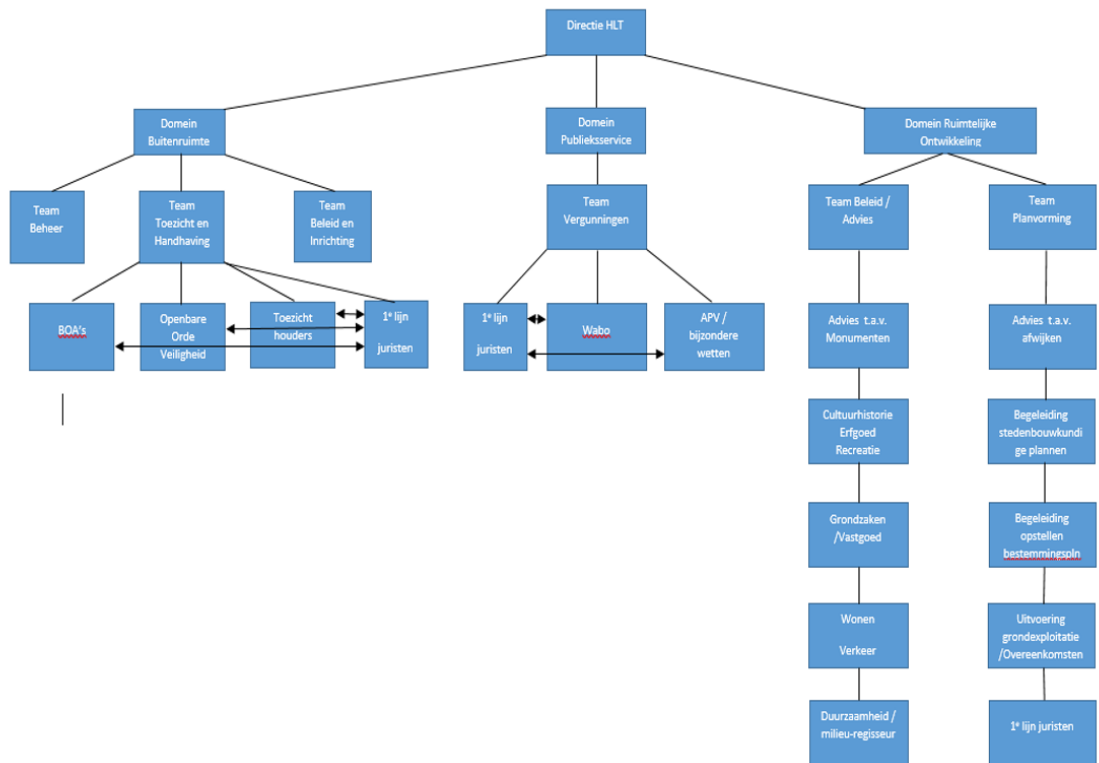 Directie HLT
Domein
Buitenruimte
Domein
Publieksservice
Domein Ruimtelijke
Ontwikkeling
Team
Beheer
Team
Toezicht en
Handhaving
Team
Beleid en
Inrichting
Team
Vergunningen
Team Beleid /
Advies
Team
Planvorming
BOA's
Openbare
Orde
Veiligheid
Toezicht
houders
1e lijn
juristen
1e lijn
juristen
Wabo
APV /
bijzondere
wetten
Advies t.a.v.
Monumenten
Advies t.a.v.
afwijken
Cultuurhistorie
Erfgoed
Recreatie
Begeleiding
stedenbouwkundi
ge plannen
Grondzaken
/Vastgoed
Begeleiding
opstellen
bestemmingspln
Wonen
Verkeer
Uitvoering
grondexploitatie
/Overeenkomsten
Duurzaamheid /
milieu-regisseur
1e lijn juristen